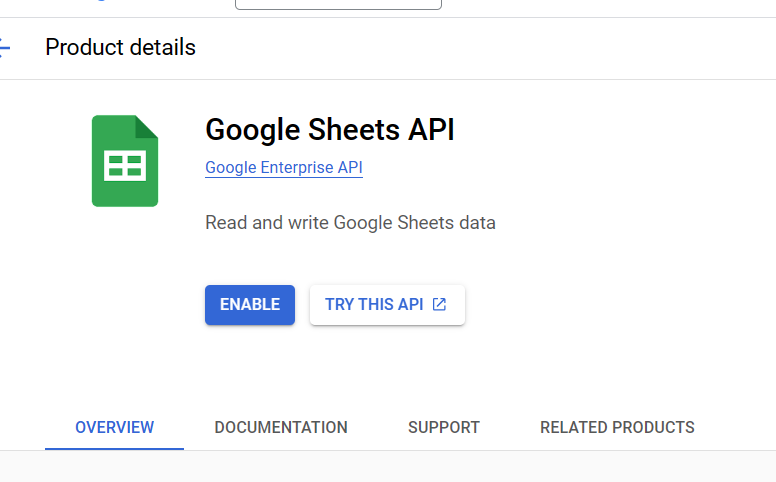 Product details
Google Sheets API
Google Enterprise API
Read and write Google Sheets data
ENABLE TRY THIS API
OVERVIEW DOCUMENTATION SUPPORT RELATED PRODUCTS